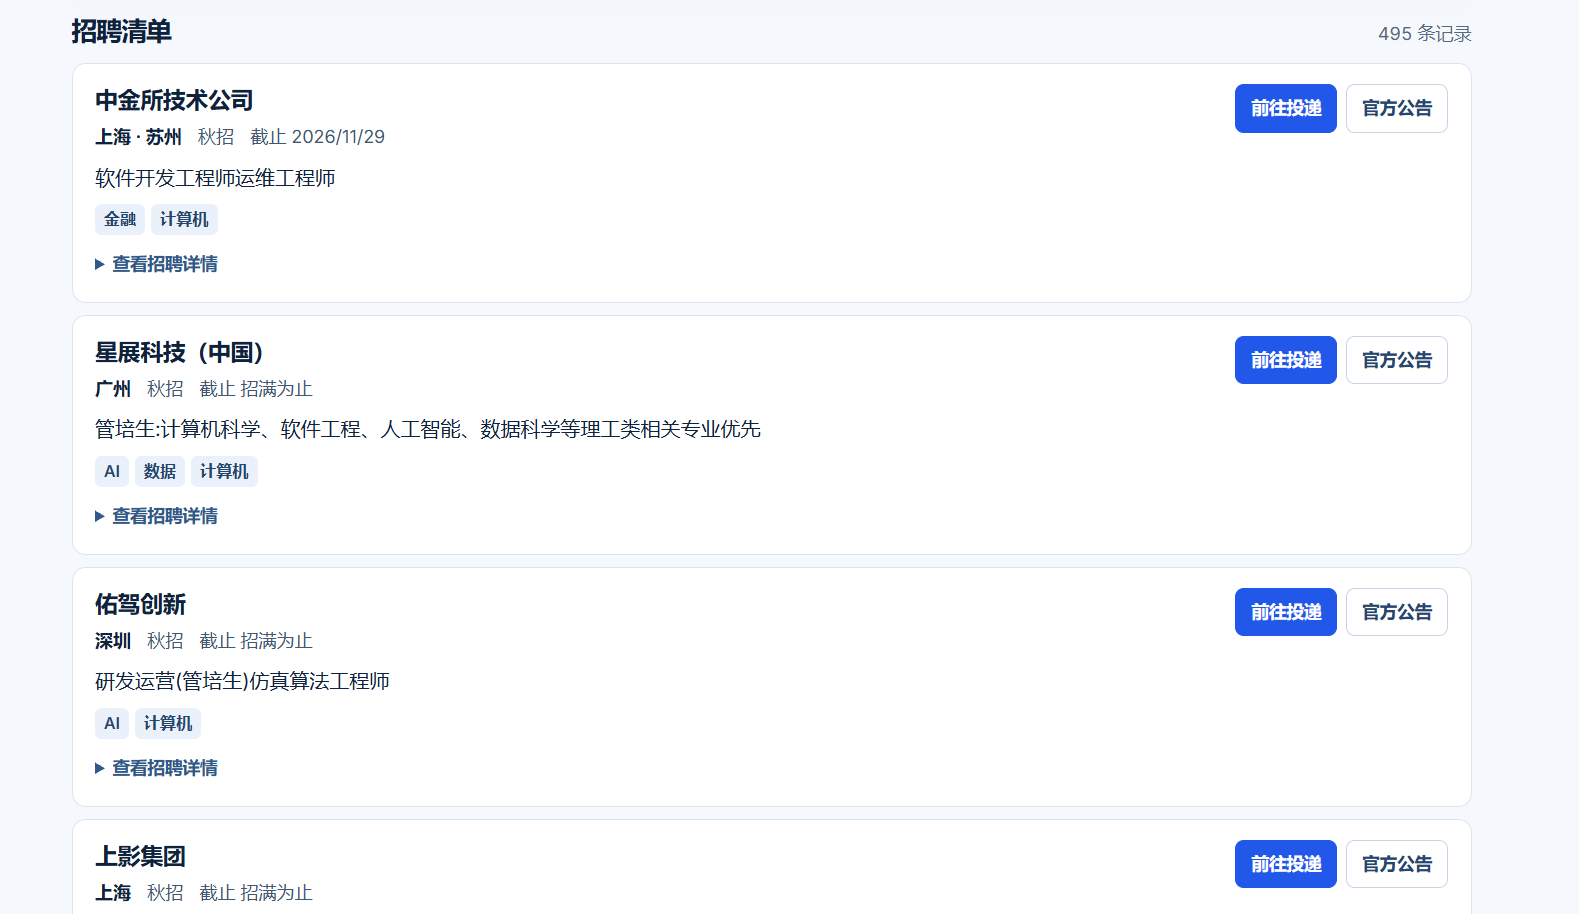 招聘清单
495 条记录
中金所技术公司
前往投递
官方公告
上海 · 苏州 秋招 截止 2026/11/29
软件开发工程师运维工程师
金融 计算机
▶ 查看招聘详情
星展科技（中国）
前往投递
官方公告
广州 秋招 截止 招满为止
管培生:计算机科学、软件工程、人工智能、数据科学等理工类相关专业优先
AI 数据 计算机
▶ 查看招聘详情
佑驾创新
前往投递
官方公告
深圳 秋招 截止 招满为止
研发运营(管培生)仿真算法工程师
AI 计算机
▶ 查看招聘详情
上影集团
前往投递
官方公告
上海 秋招 截止 招满为止